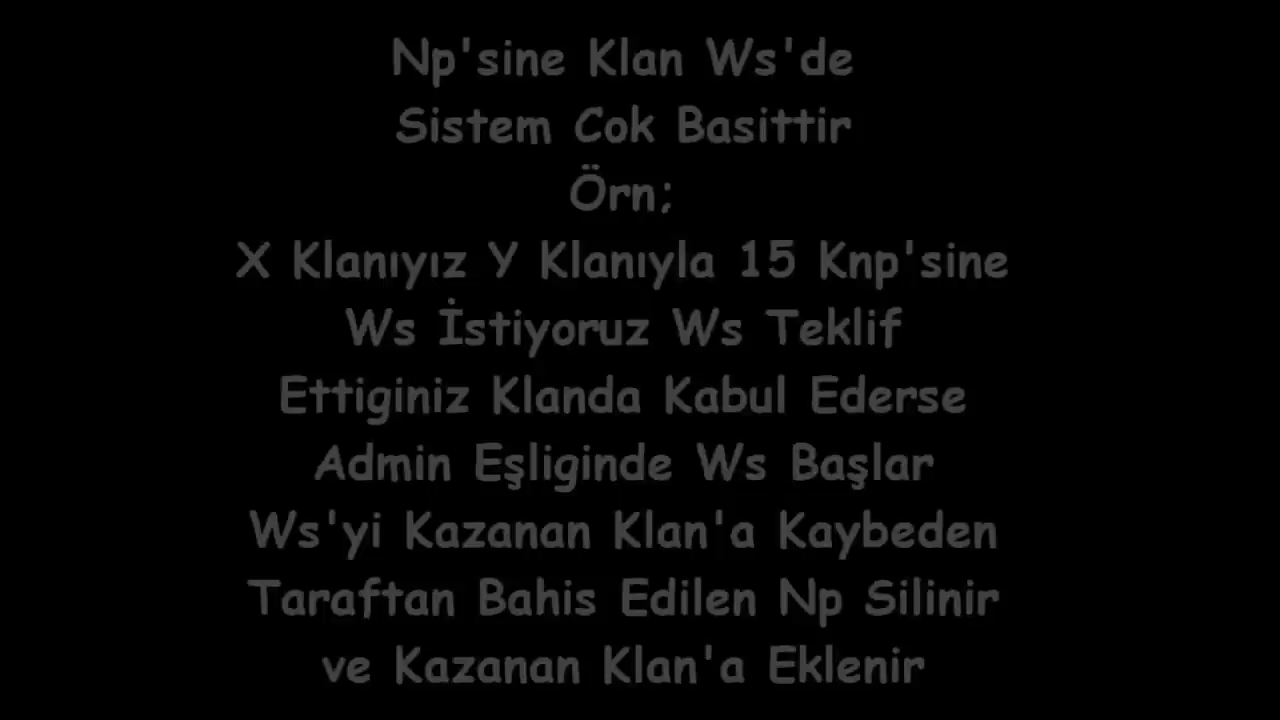 Np'sine Klan Ws'de
Sistem Cok Basittir
Örn;
X Klanıyız Y Klanıyla 15 Knp'sine
Ws İstiyoruz Ws Teklif
Ettiginiz Klanda Kabul Ederse
Admin Eşliginde Ws Başlar
Ws'yi Kazanan Klan'a Kaybeden
Taraftan Bahis Edilen Np Silinir
ve Kazanan Klan'a Eklenir